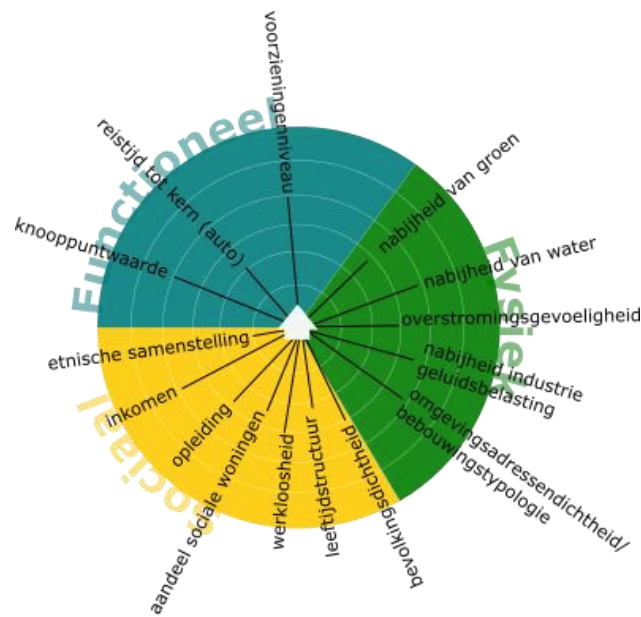 Functioneel
voorzieningenniveau
reistijd tot kern (auto)
knooppuntwaarde
Fysiek
nabijheid van groen
nabijheid van water
overstromingsgevoeligheid
nabijheid industrie
geluidsbelasting
omgevingsadressendichtheid/
bebouwingstypologie
Sociaal
etnische samenstelling
inkomen
opleiding
aandeel sociale woningen
werkloosheid
leeftijdstructuur
bevolkingsdichtheid